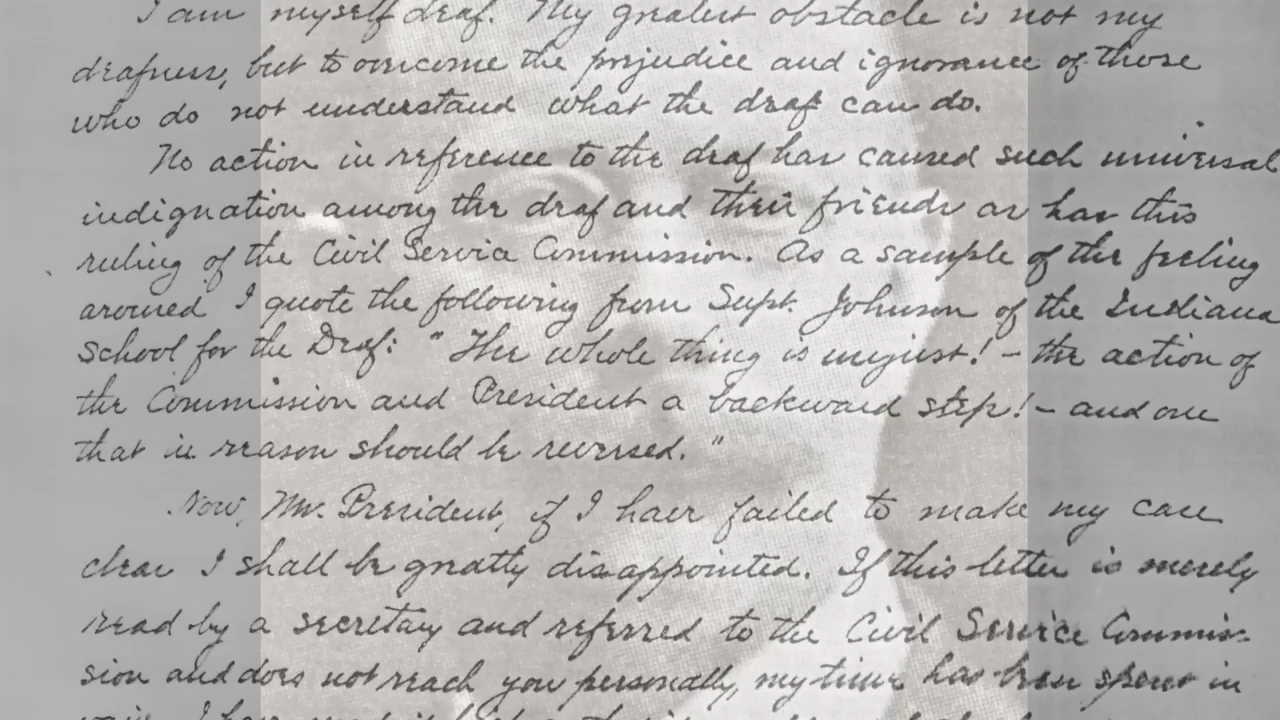 I am myself deaf. My greatest obstacle is not my
deafness, but to overcome the prejudice and ignorance of those
who do not understand what the deaf can do.
No action in reference to the deaf has caused such universal
indignation among the deaf and their friends as has this
ruling of the Civil Service Commission. As a sample of the feeling
aroused I quote the following from Supt. Johnson of the Indiana
School for the Deaf: "The whole thing is unjust! - the action of
the Commission and President a backward step! - and one
that in reason should be reversed."
Now, Mr. President, if I have failed to make my case
clear I shall be greatly disappointed. If this letter is merely
read by a secretary and referred to the Civil Service Commis-
sion and does not reach you personally, my time has been spent in
vain. I have